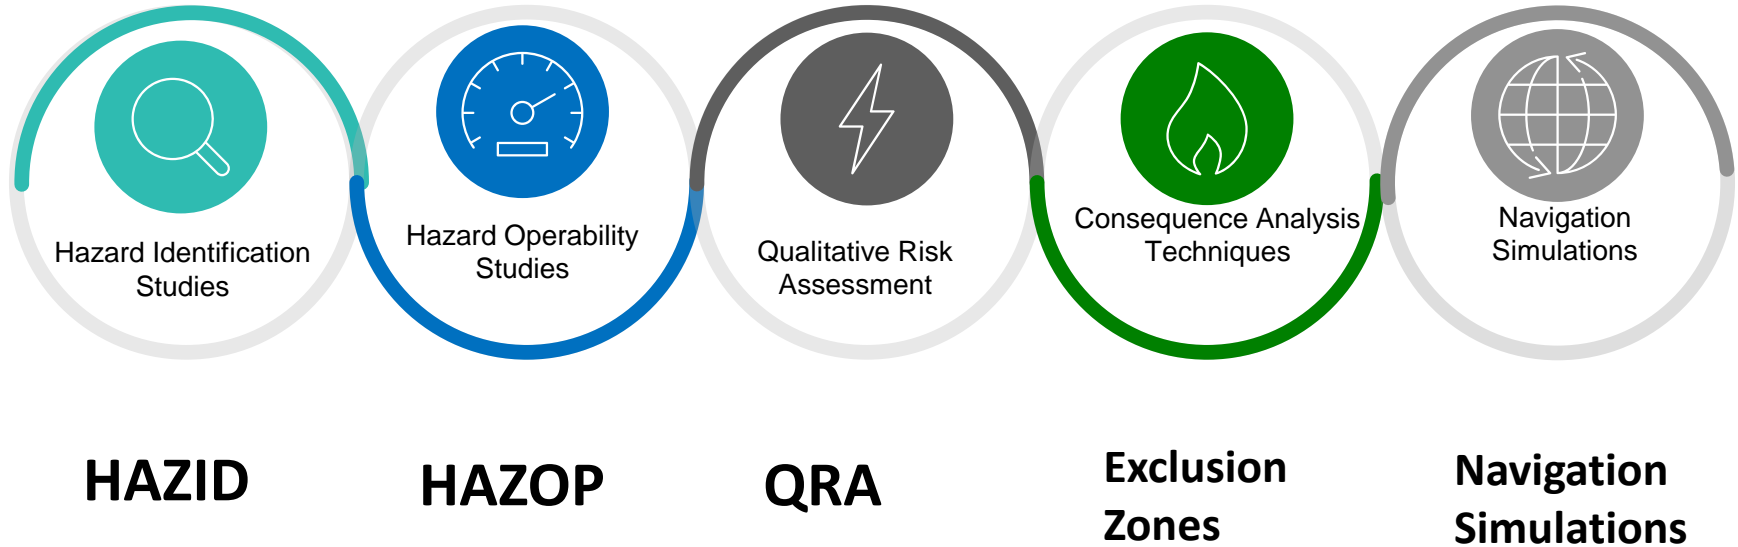 Hazard Identification
Studies
Hazard Operability
Studies
Qualitative Risk
Assessment
Consequence Analysis
Techniques
Navigation
Simulations
HAZID
HAZOP
QRA
Exclusion
Zones
Navigation
Simulations